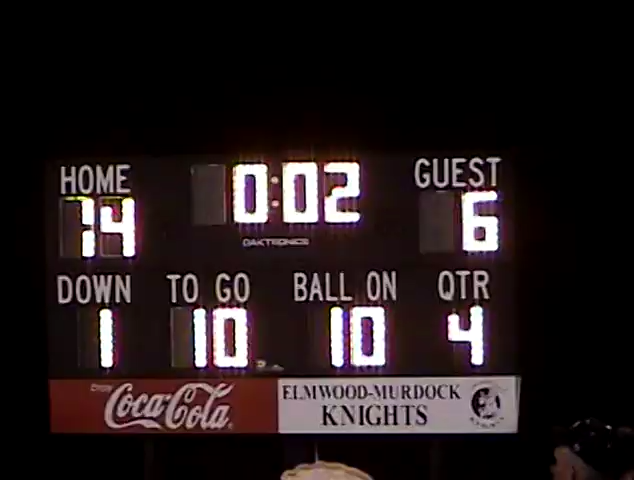 HOME 0:02 GUEST
74 6
DAKTRONICS
DOWN TO GO BALL ON QTR
1 10 10 4
Coca-Cola
ELMWOOD-MURDOCK
KNIGHTS